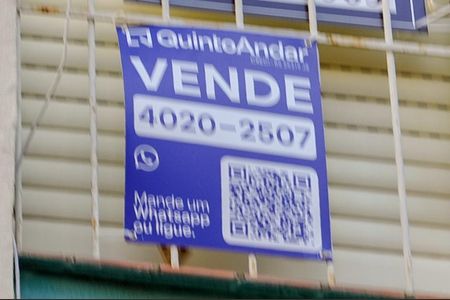 QuintoAndar
VENDE
4020-2507
Mande um
Whatsapp
ou ligue.